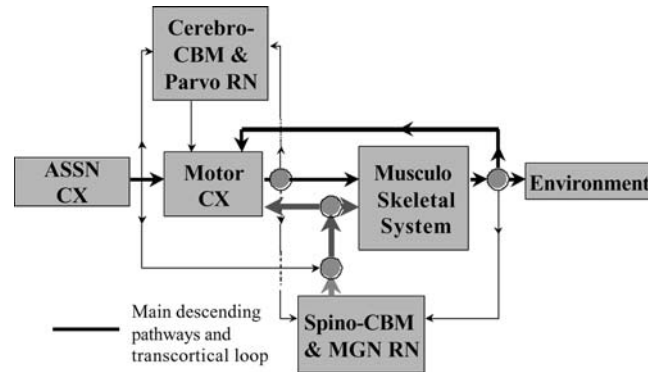 Cerebro-
CBM &
Parvo RN
ASSN
CX
Motor
CX
Musculo
Skeletal
System
Environment
Spino-CBM
& MGN RN
Main descending
pathways and
transcortical loop